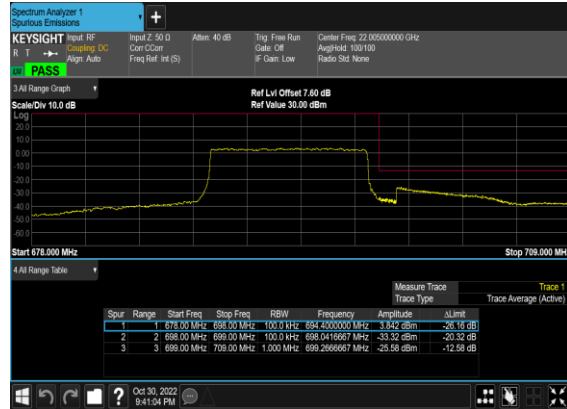 Spectrum Analyzer 1
Spurious Emissions
KEYSIGHT Input: RF Input Z: 50 Ω Atten: 40 dB Trig: Free Run Center Freq: 22.005000000 GHz
R T Coupling: DC Corr CCorr Gate: Off Avg|Hold: 100/100
Align: Auto Freq Ref: Int (S) IF Gain: Low Radio Std: None
PASS
3 All Range Graph
Ref Lvl Offset 7.60 dB
Scale/Div 10.0 dB Ref Value 30.00 dBm
Log
20.0
10.0
0.00
-10.0
-20.0
-30.0
-40.0
-50.0
-60.0
Start 678.000 MHz Stop 709.000 MH
4 All Range Table
Measure Trace Trace 1
Trace Type Trace Average (Active)
Spur Range Start Freq Stop Freq RBW Frequency Amplitude ΔLimit
1 1 678.00 MHz 698.00 MHz 100.0 kHz 694.4000000 MHz 3.842 dBm -26.16 dB
2 2 698.00 MHz 699.00 MHz 100.0 kHz 698.0416667 MHz -33.32 dBm -20.32 dB
3 3 699.00 MHz 709.00 MHz 1.000 MHz 699.2666667 MHz -25.58 dBm -12.58 dB
?
Oct 30, 2022
9:41:04 PM